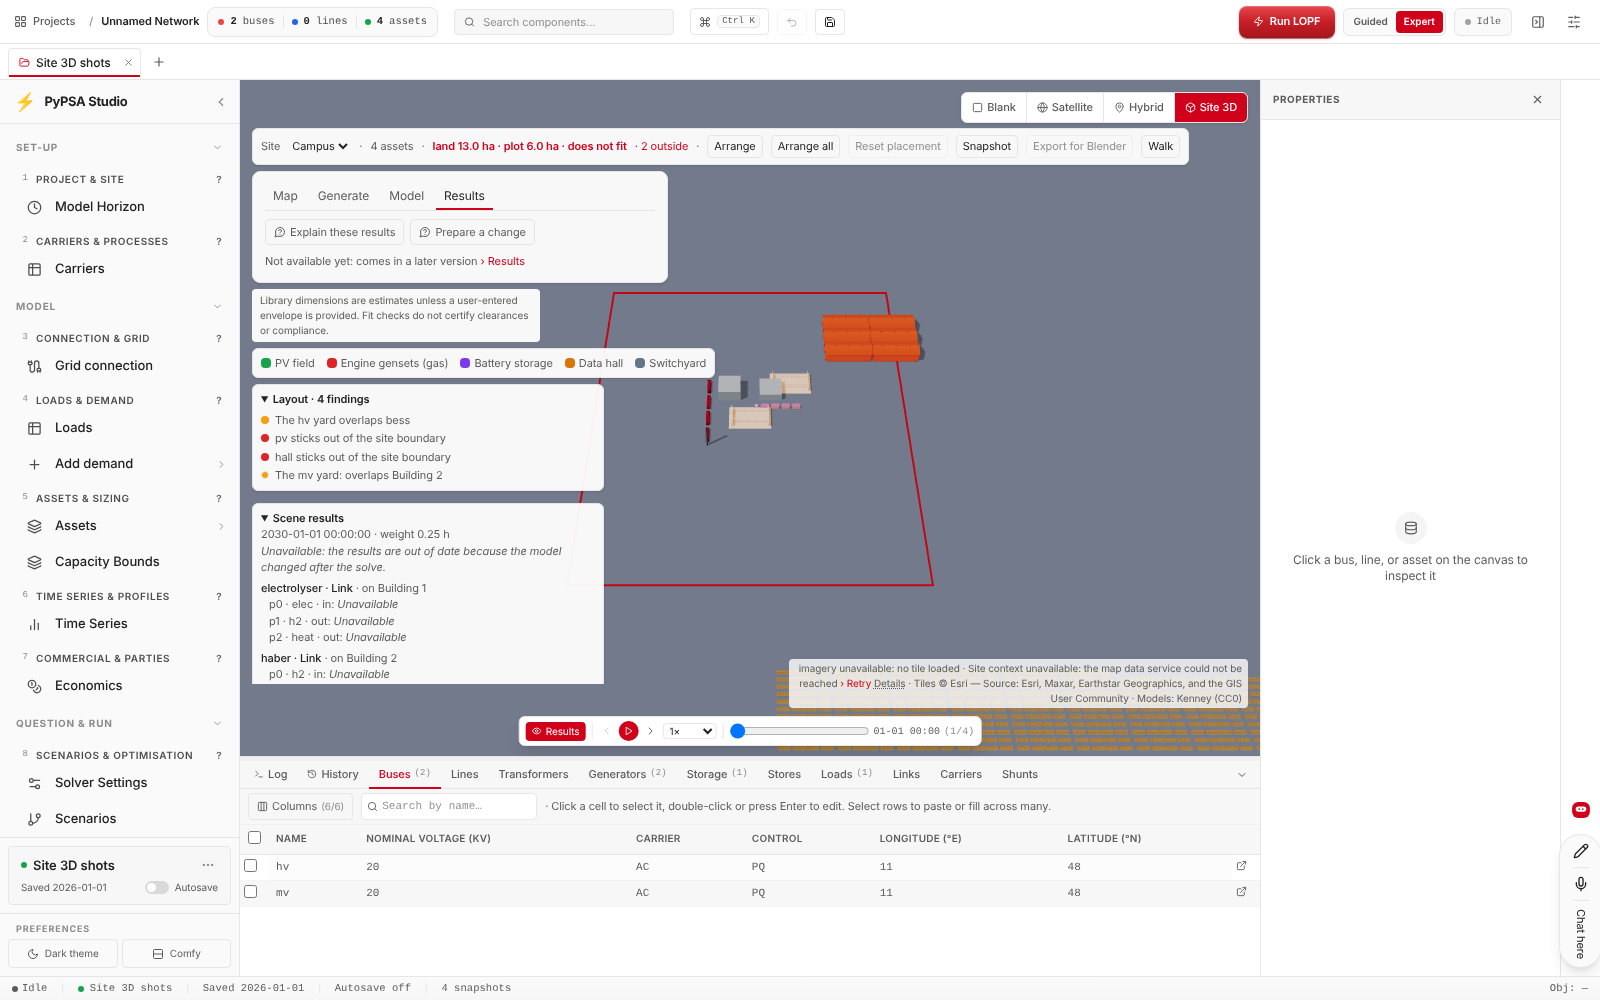 Projects / Unnamed Network
2 buses 0 lines 4 assets
Search components...
⌘ Ctrl K
Run LOPF
Guided Expert
Idle
Site 3D shots × +
⚡ PyPSA Studio
SET-UP
1 PROJECT & SITE ?
Model Horizon
2 CARRIERS & PROCESSES ?
Carriers
MODEL
3 CONNECTION & GRID ?
Grid connection
4 LOADS & DEMAND ?
Loads
Add demand
5 ASSETS & SIZING ?
Assets
Capacity Bounds
6 TIME SERIES & PROFILES ?
Time Series
7 COMMERCIAL & PARTIES ?
Economics
QUESTION & RUN
8 SCENARIOS & OPTIMISATION ?
Solver Settings
Scenarios
Site 3D shots ···
Saved 2026-01-01 Autosave
PREFERENCES
Dark theme Comfy
Blank Satellite Hybrid Site 3D
Site Campus · 4 assets · land 13.0 ha · plot 6.0 ha · does not fit · 2 outside · Arrange Arrange all Reset placement Snapshot Export for Blender Walk
Map Generate Model Results
Explain these results Prepare a change
Not available yet: comes in a later version › Results
Library dimensions are estimates unless a user-entered
envelope is provided. Fit checks do not certify clearances
or compliance.
PV field Engine gensets (gas) Battery storage Data hall Switchyard
▼ Layout · 4 findings
The hv yard overlaps bess
pv sticks out of the site boundary
hall sticks out of the site boundary
The mv yard: overlaps Building 2
▼ Scene results
2030-01-01 00:00:00 · weight 0.25 h
Unavailable: the results are out of date because the model
changed after the solve.
electrolyser · Link · on Building 1
p0 · elec · in: Unavailable
p1 · h2 · out: Unavailable
p2 · heat · out: Unavailable
haber · Link · on Building 2
p0 · h2 · in: Unavailable
imagery unavailable: no tile loaded · Site context unavailable: the map data service could not be
reached › Retry Details · Tiles © Esri — Source: Esri, Maxar, Earthstar Geographics, and the GIS
User Community · Models: Kenney (CC0)
Results 1× 01-01 00:00 (1/4)
PROPERTIES
Click a bus, line, or asset on the canvas to
inspect it
Log History Buses (2) Lines Transformers Generators (2) Storage (1) Stores Loads (1) Links Carriers Shunts
Columns (6/6) Search by name… · Click a cell to select it, double-click or press Enter to edit. Select rows to paste or fill across many.
NAME NOMINAL VOLTAGE (KV) CARRIER CONTROL LONGITUDE (°E) LATITUDE (°N)
hv 20 AC PQ 11 48
mv 20 AC PQ 11 48
Chat here
Idle Site 3D shots Saved 2026-01-01 Autosave off 4 snapshots Obj: —